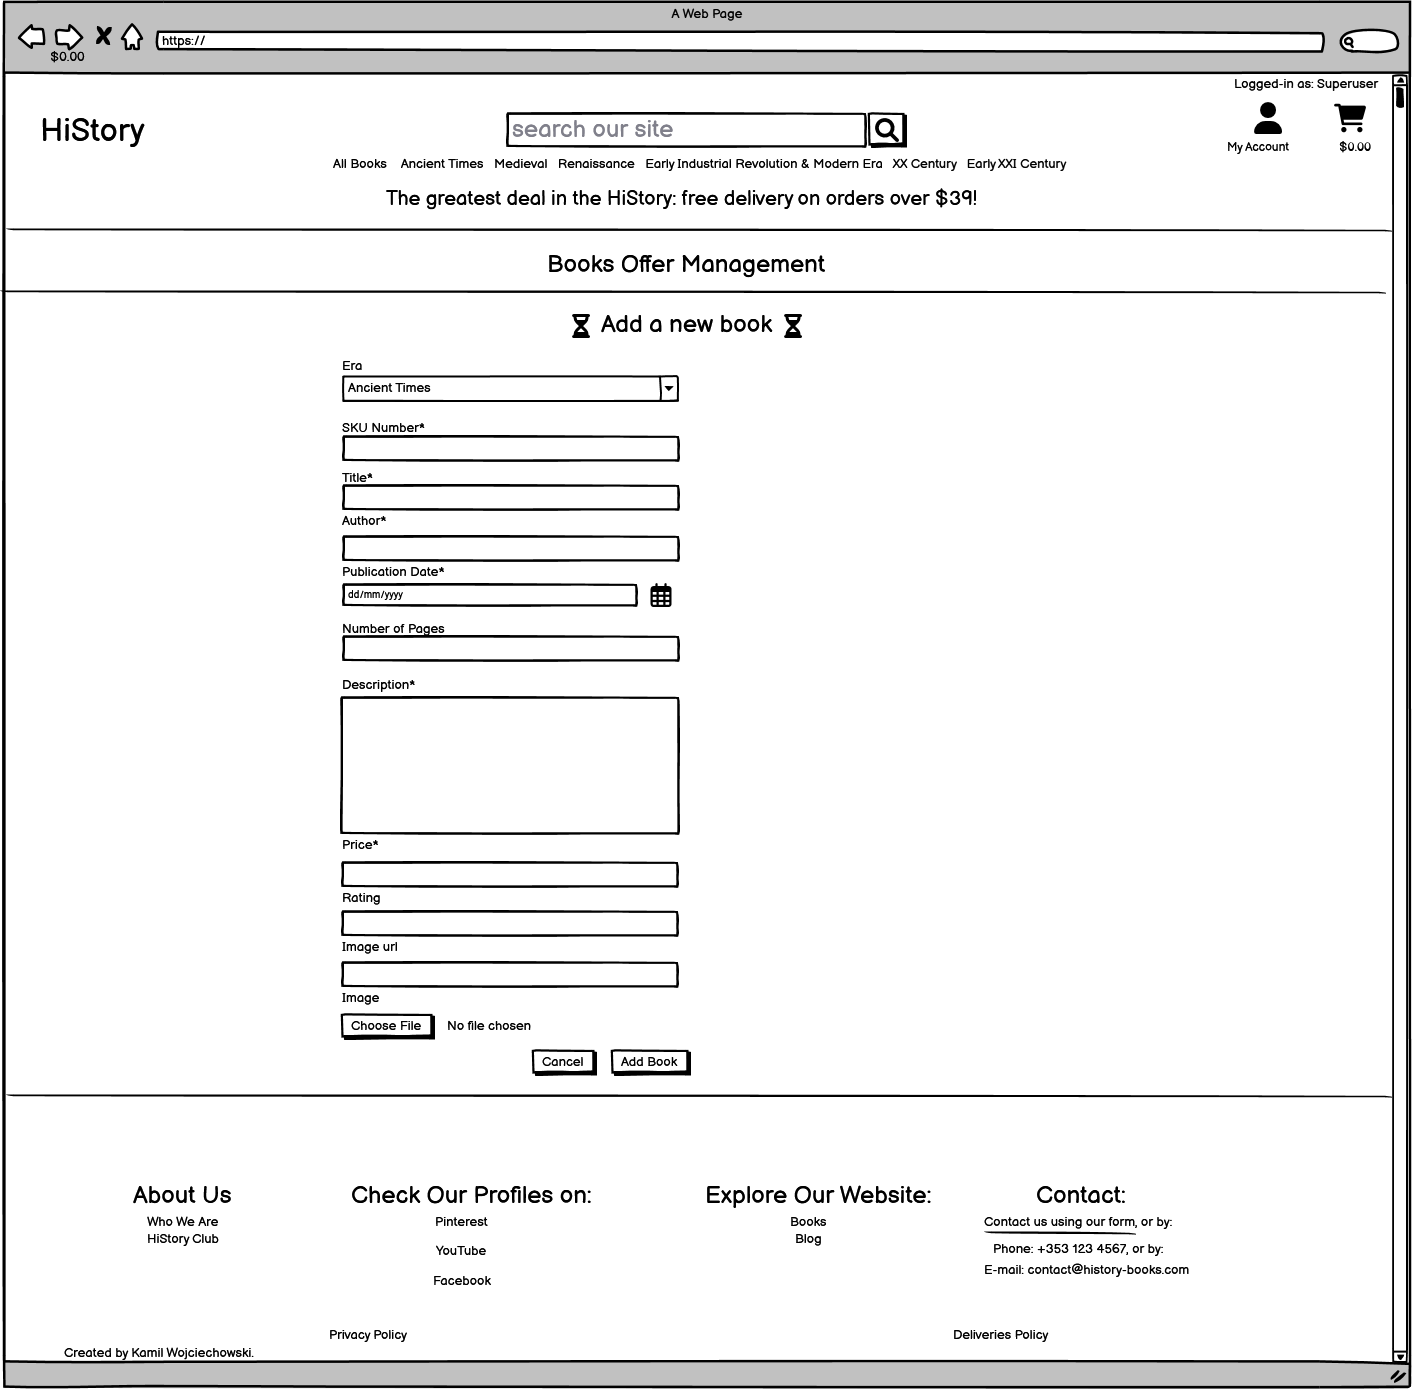 A Web Page
https://
$0.00
Logged-in as: Superuser
HiStory
search our site
My Account
$0.00
All Books Ancient Times Medieval Renaissance Early Industrial Revolution & Modern Era XX Century Early XXI Century
The greatest deal in the HiStory: free delivery on orders over $39!
Books Offer Management
Add a new book
Era
Ancient Times
SKU Number*
Title*
Author*
Publication Date*
dd/mm/yyyy
Number of Pages
Description*
Price*
Rating
Image url
Image
Choose File No file chosen
Cancel Add Book
About Us
Who We Are
HiStory Club
Check Our Profiles on:
Pinterest
YouTube
Facebook
Explore Our Website:
Books
Blog
Contact:
Contact us using our form, or by:
Phone: +353 123 4567, or by:
E-mail: contact@history-books.com
Privacy Policy
Deliveries Policy
Created by Kamil Wojciechowski.